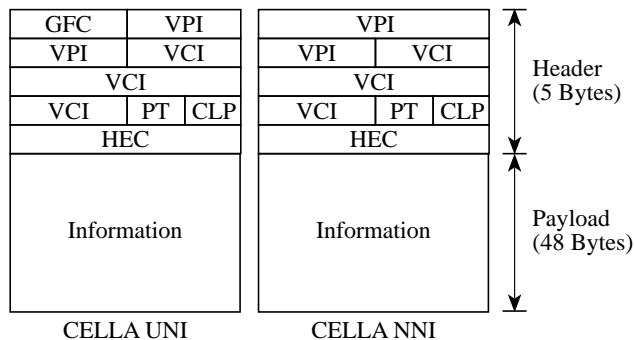 GFC VPI
VPI VCI
VCI
VCI PT CLP
HEC
Information
CELLA UNI
VPI
VPI VCI
VCI
VCI PT CLP
HEC
Information
CELLA NNI
Header
(5 Bytes)
Payload
(48 Bytes)